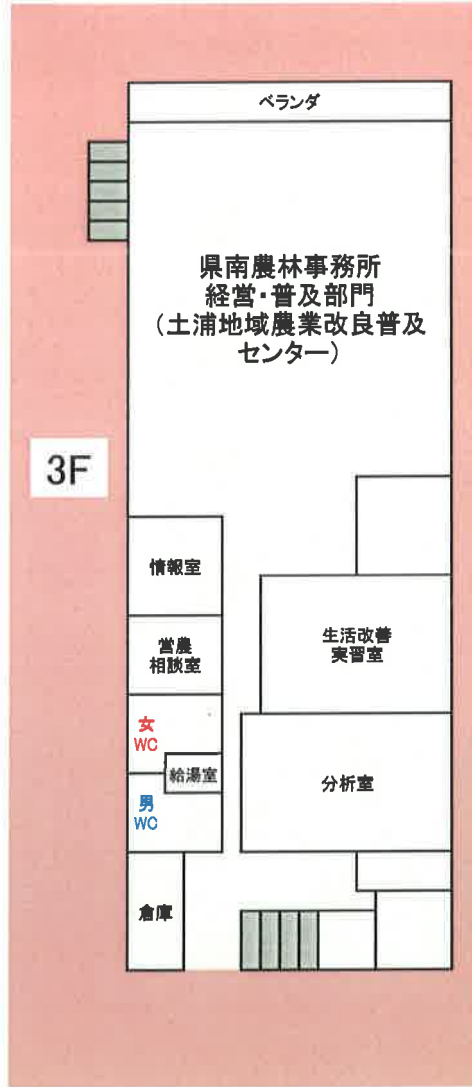 ベランダ
県南農林事務所
経営・普及部門
(土浦地域農業改良普及
センター)
3F
情報室
営農
相談室
生活改善
実習室
女
WC
給湯室
分析室
男
WC
倉庫